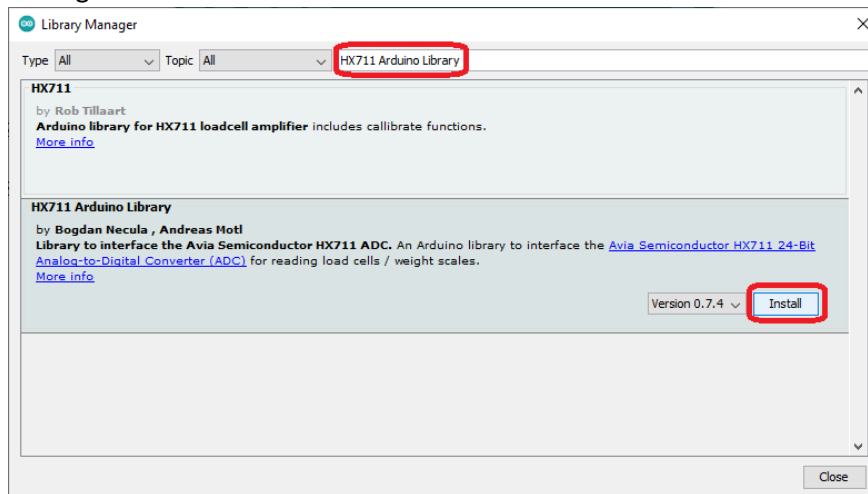 Library Manager
Type All Topic All HX711 Arduino Library
HX711
by Rob Tillaart
Arduino library for HX711 loadcell amplifier includes callibrate functions.
More info
HX711 Arduino Library
by Bogdan Necula , Andreas Motl
Library to interface the Avia Semiconductor HX711 ADC. An Arduino library to interface the Avia Semiconductor HX711 24-Bit
Analog-to-Digital Converter (ADC) for reading load cells / weight scales.
More info
Version 0.7.4 Install
Close